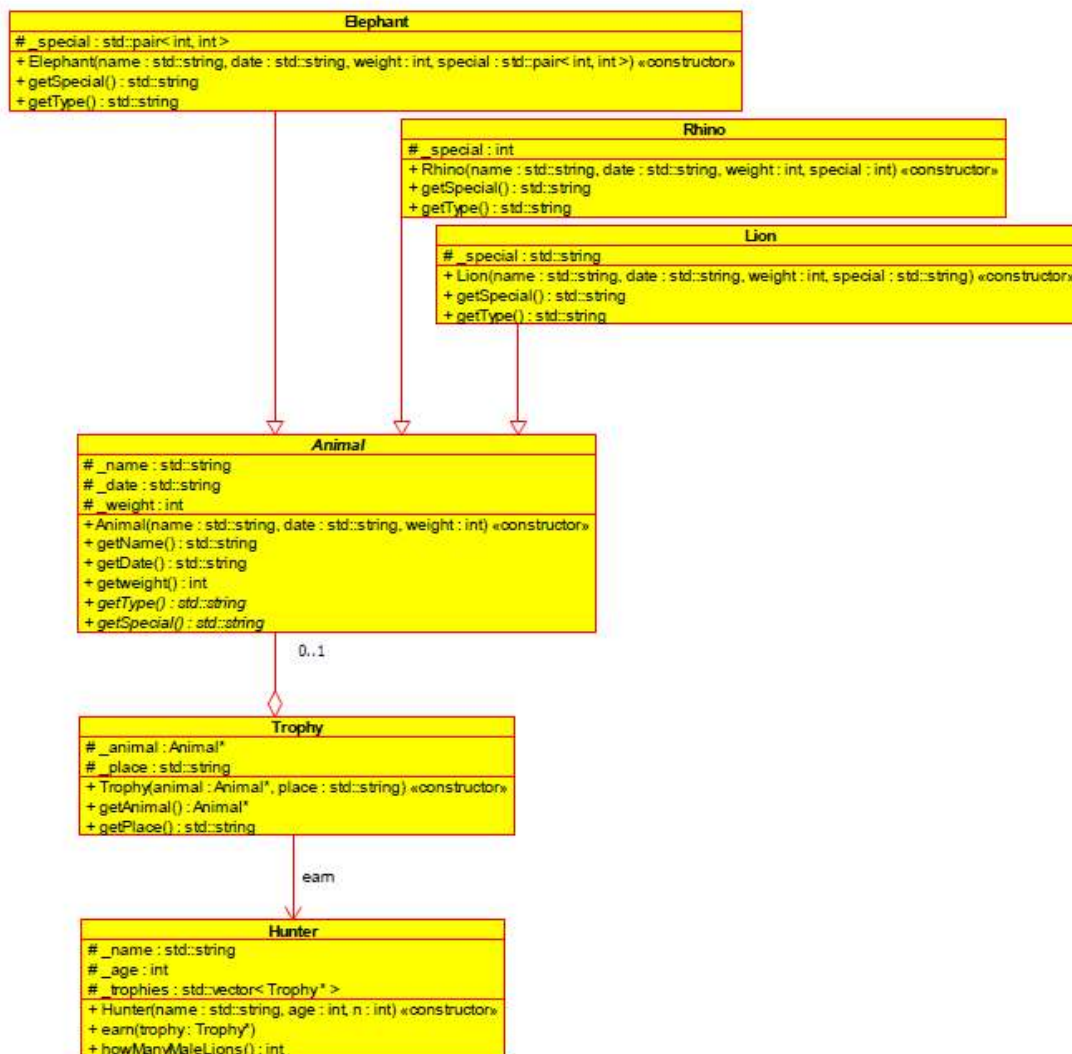 Elephant
# _special : std::pair< int, int >
+ Elephant(name : std::string, date : std::string, weight : int, special : std::pair< int, int >) «constructor»
+ getSpecial() : std::string
+ getType() : std::string
Rhino
# _special : int
+ Rhino(name : std::string, date : std::string, weight : int, special : int) «constructor»
+ getSpecial() : std::string
+ getType() : std::string
Lion
# _special : std::string
+ Lion(name : std::string, date : std::string, weight : int, special : std::string) «constructor»
+ getSpecial() : std::string
+ getType() : std::string
Animal
# _name : std::string
# _date : std::string
# _weight : int
+ Animal(name : std::string, date : std::string, weight : int) «constructor»
+ getName() : std::string
+ getDate() : std::string
+ getweight() : int
+ getType() : std::string
+ getSpecial() : std::string
0..1
Trophy
# _animal : Animal*
# _place : std::string
+ Trophy(animal : Animal*, place : std::string) «constructor»
+ getAnimal() : Animal*
+ getPlace() : std::string
earn
Hunter
# _name : std::string
# _age : int
# _trophies : std::vector< Trophy* >
+ Hunter(name : std::string, age : int, n : int) «constructor»
+ earn(trophy : Trophy*)
+ howManyMaleLions() : int